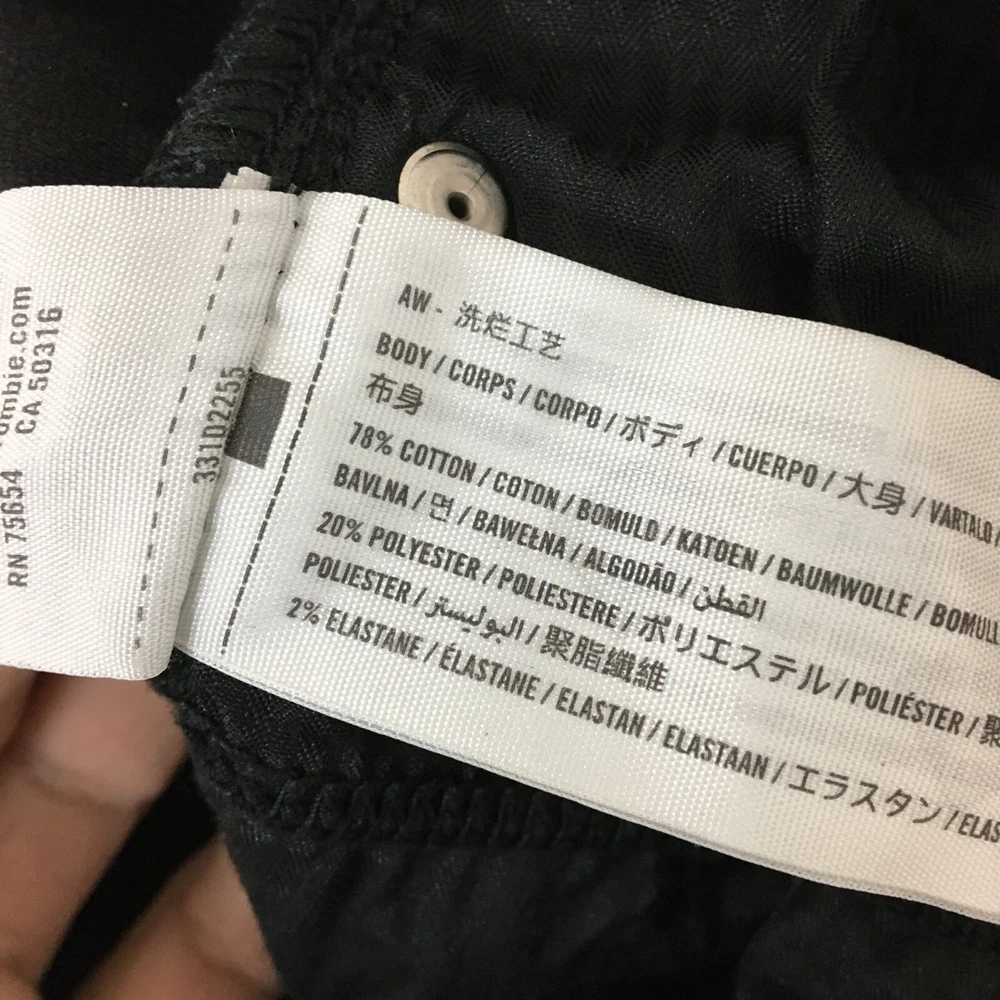 CA 50316
RN 75654
33102255
AW - 洗烂工艺
BODY / CORPS / CORPO / ボディ / CUERPO / 大身 / VARTALO /
布身
78% COTTON / COTON / BOMULD / KATOEN / BAUMWOLLE /
BAVLNA / 면 / BAWEŁNA / ALGODÃO / القطن
20% POLYESTER / POLIESTERE / ポリエステル / POLIÉSTER /
POLIESTER / البوليستر / 聚脂纖維
2% ELASTANE / ÉLASTANE / ELASTAN / ELASTAAN / エラスタン /